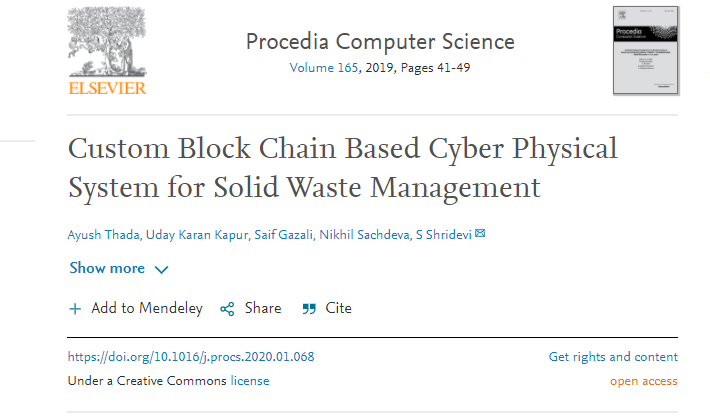 ELSEVIER
Procedia Computer Science
Volume 165, 2019, Pages 41-49
Procedia
Computer Science
Custom Block Chain Based Cyber Physical
System for Solid Waste Management
Ayush Thada, Uday Karan Kapur, Saif Gazali, Nikhil Sachdeva, S Shridevi
Show more
Add to Mendeley
Share
Cite
https://doi.org/10.1016/j.procs.2020.01.068
Get rights and content
Under a Creative Commons license
open access